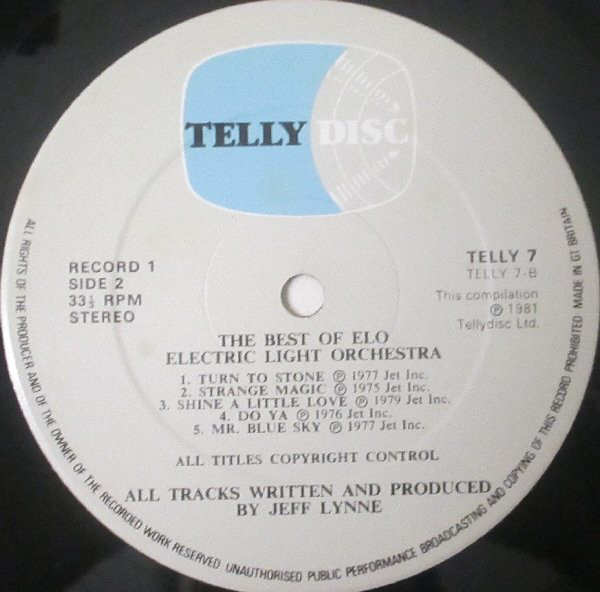 TELLY DISC
RECORD 1
SIDE 2
33⅓ RPM
STEREO
TELLY 7
TELLY 7-B
This compilation
℗ 1981
Tellydisc Ltd.
THE BEST OF ELO
ELECTRIC LIGHT ORCHESTRA
1. TURN TO STONE ℗ 1977 Jet Inc.
2. STRANGE MAGIC ℗ 1975 Jet Inc.
3. SHINE A LITTLE LOVE ℗ 1979 Jet Inc.
4. DO YA ℗ 1976 Jet Inc.
5. MR. BLUE SKY ℗ 1977 Jet Inc.
ALL TITLES COPYRIGHT CONTROL
ALL TRACKS WRITTEN AND PRODUCED
BY JEFF LYNNE
ALL RIGHTS OF THE PRODUCER AND OF THE OWNER OF THE RECORDED WORK RESERVED UNAUTHORISED PUBLIC PERFORMANCE BROADCASTING AND COPYING OF THIS RECORD PROHIBITED MADE IN GT BRITAIN